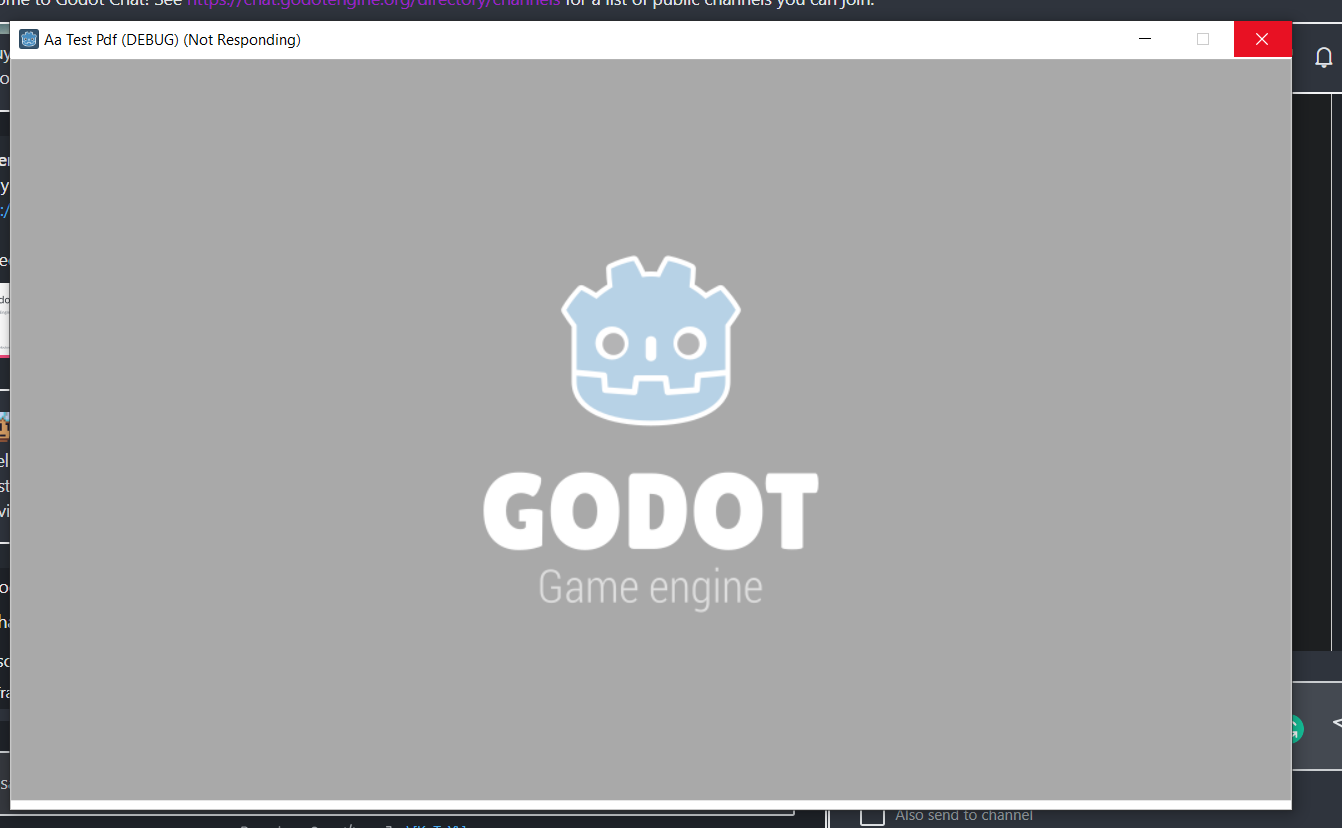 ome to Godot Chat! See https://chat.godotengine.org/directory/channels for a list of public channels you can join.
Aa Test Pdf (DEBUG) (Not Responding)
GODOT
Game engine
Also send to channel